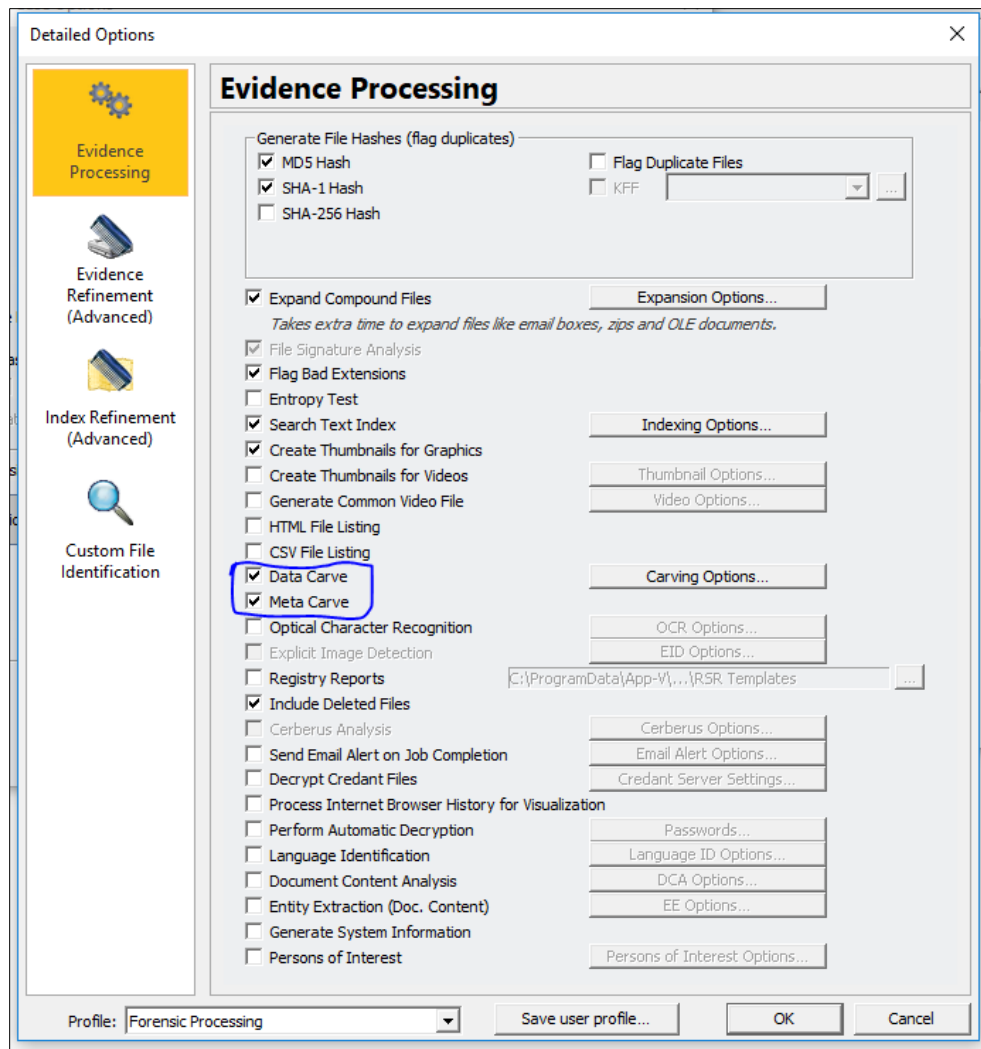 Detailed Options
Evidence Processing
Evidence
Processing
Generate File Hashes (flag duplicates)
MD5 Hash
Flag Duplicate Files
SHA-1 Hash
KFF
...
SHA-256 Hash
Evidence
Refinement
(Advanced)
Expand Compound Files
Expansion Options...
Takes extra time to expand files like email boxes, zips and OLE documents.
File Signature Analysis
Flag Bad Extensions
Entropy Test
Index Refinement
(Advanced)
Search Text Index
Indexing Options...
Create Thumbnails for Graphics
Create Thumbnails for Videos
Thumbnail Options...
Generate Common Video File
Video Options...
HTML File Listing
CSV File Listing
Custom File
Identification
Data Carve
Carving Options...
Meta Carve
Optical Character Recognition
OCR Options...
Explicit Image Detection
EID Options...
Registry Reports
C:\ProgramData\App-V\...\RSR Templates
...
Include Deleted Files
Cerberus Analysis
Cerberus Options...
Send Email Alert on Job Completion
Email Alert Options...
Decrypt Credant Files
Credant Server Settings...
Process Internet Browser History for Visualization
Perform Automatic Decryption
Passwords...
Language Identification
Language ID Options...
Document Content Analysis
DCA Options...
Entity Extraction (Doc. Content)
EE Options...
Generate System Information
Persons of Interest
Persons of Interest Options...
Profile:
Forensic Processing
Save user profile...
OK
Cancel